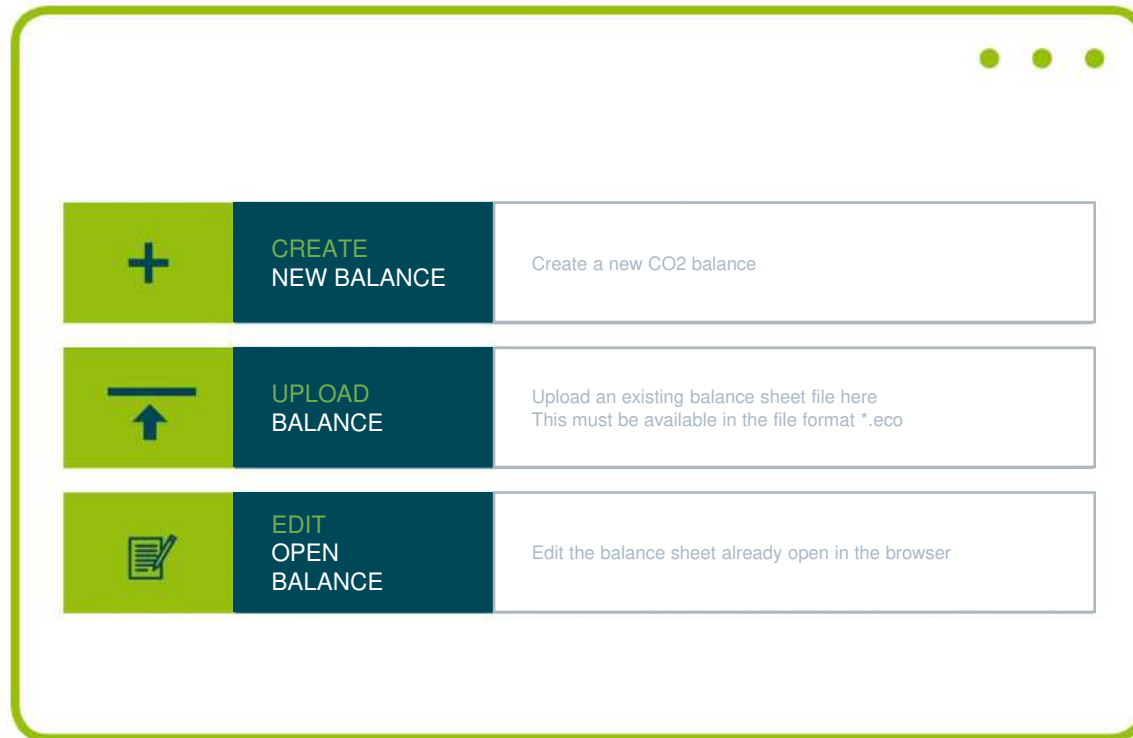 CREATE
NEW BALANCE
Create a new CO2 balance
UPLOAD
BALANCE
Upload an existing balance sheet file here
This must be available in the file format *.eco
EDIT
OPEN
BALANCE
Edit the balance sheet already open in the browser